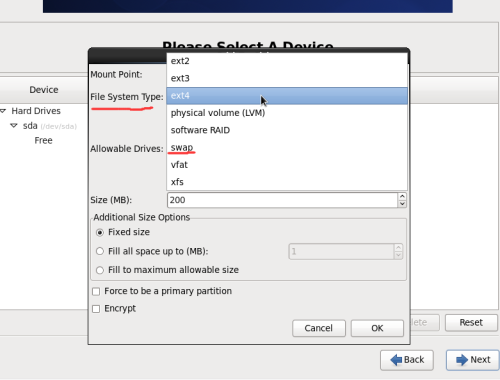 Please Select A Device
Device
Hard Drives
sda (/dev/sda)
Free
Mount Point:
File System Type:
ext2
ext3
ext4
physical volume (LVM)
software RAID
swap
vfat
xfs
Allowable Drives:
Size (MB):
200
Additional Size Options
Fixed size
Fill all space up to (MB):
1
Fill to maximum allowable size
Force to be a primary partition
Encrypt
Cancel
OK
Reset
Back
Next